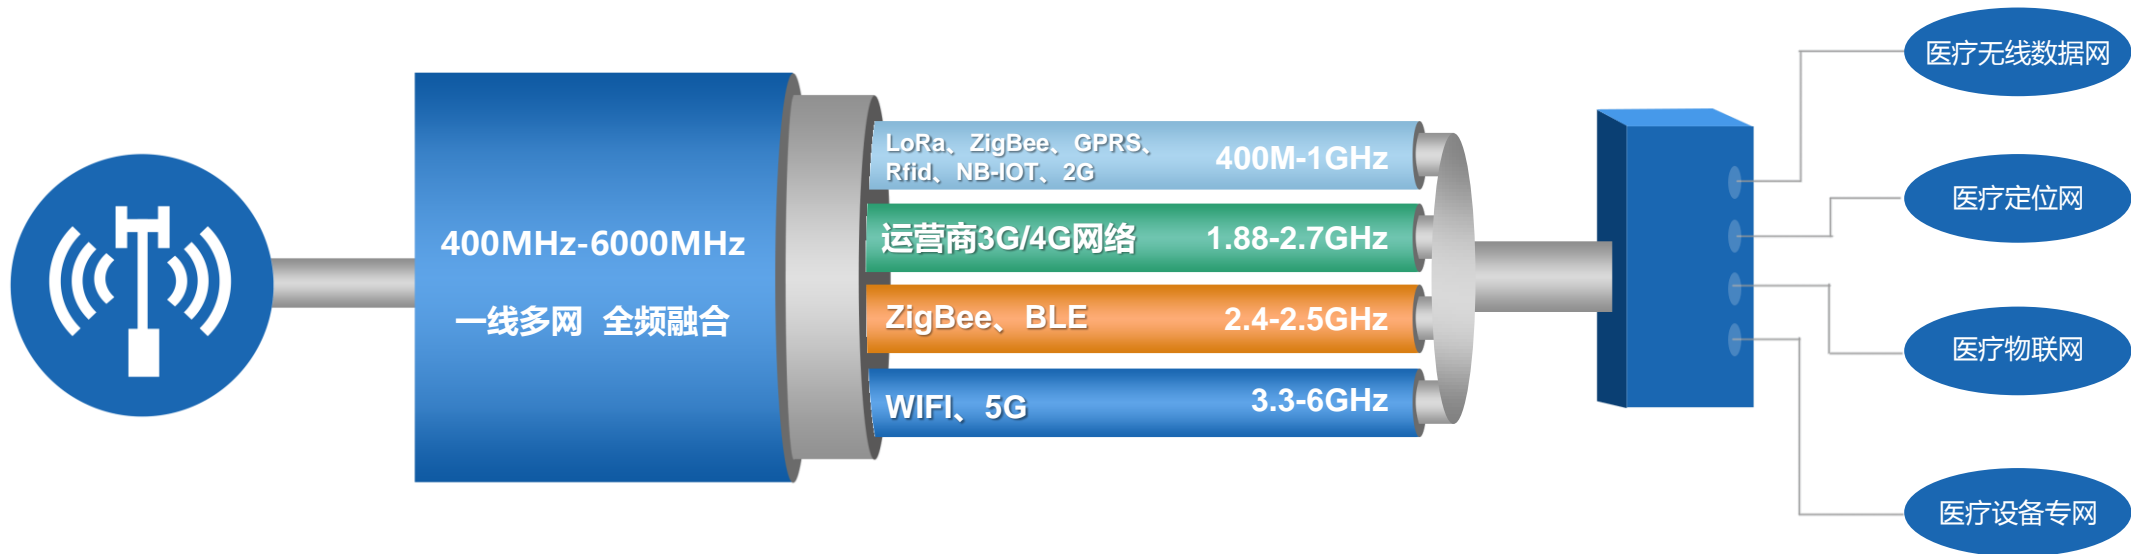 400MHz-6000MHz
一线多网 全频融合
LoRa、ZigBee、GPRS、
Rfid、NB-IOT、2G
400M-1GHz
运营商3G/4G网络
1.88-2.7GHz
ZigBee、BLE
2.4-2.5GHz
WIFI、5G
3.3-6GHz
医疗无线数据网
医疗定位网
医疗物联网
医疗设备专网